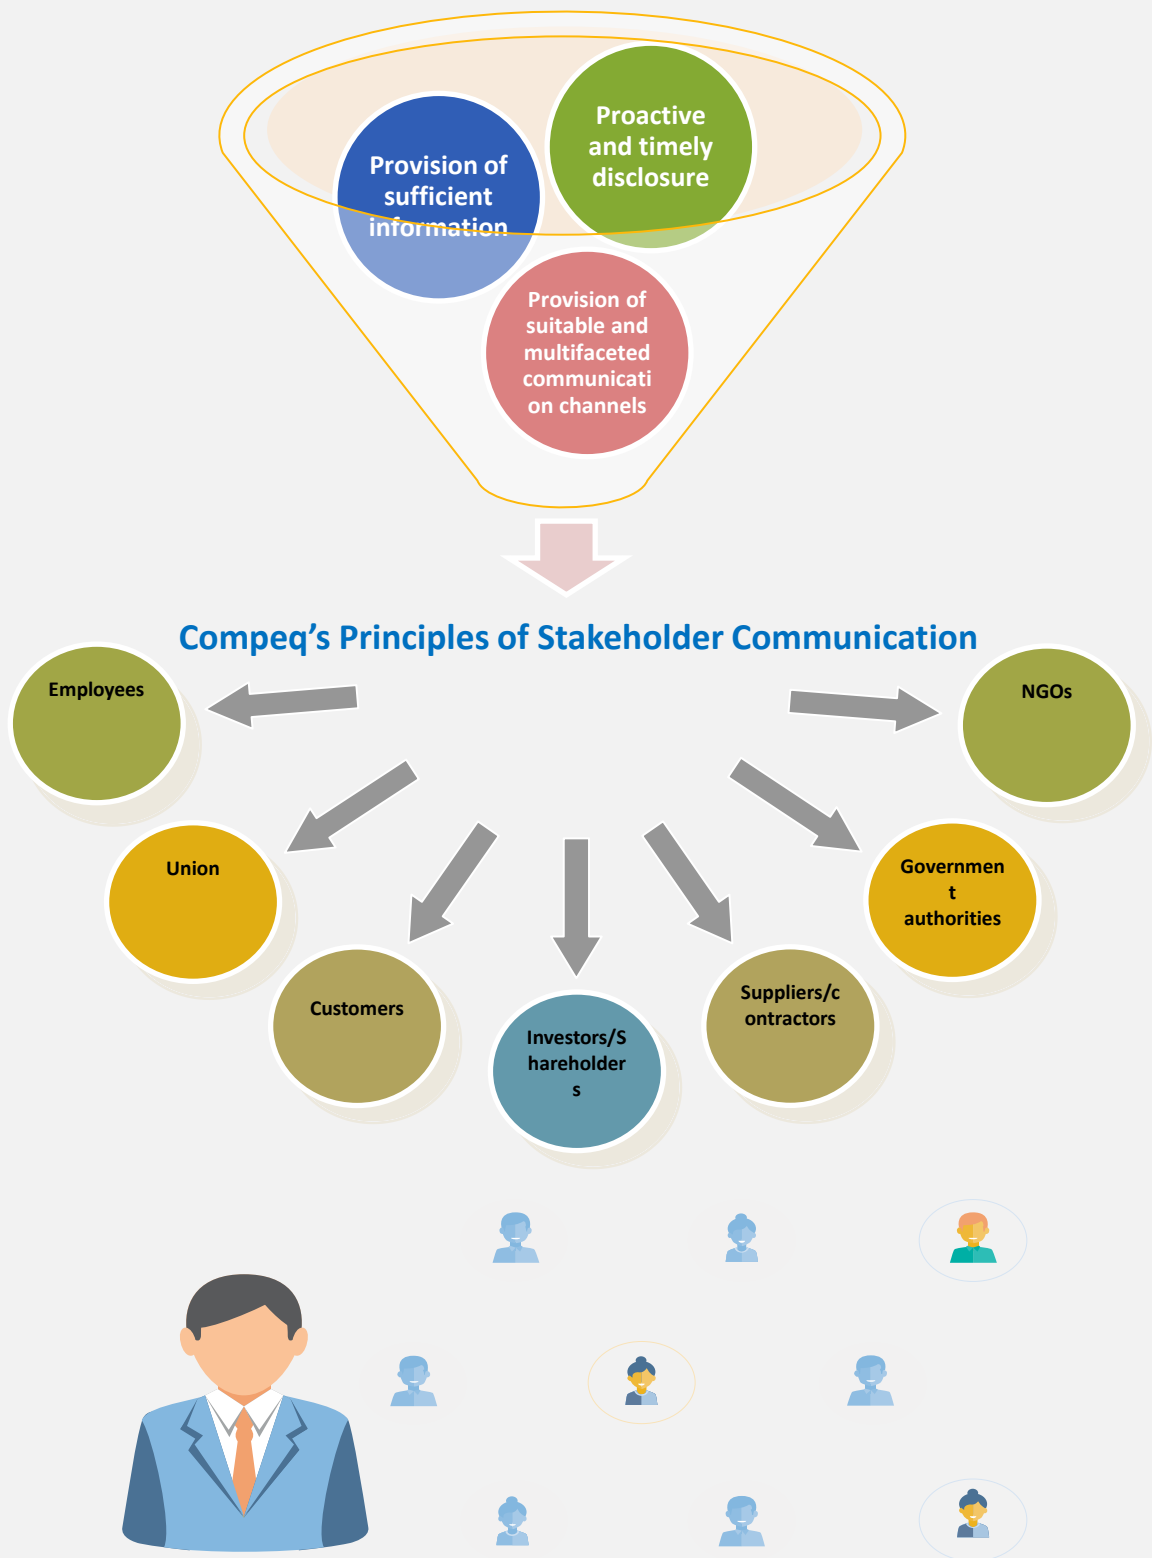 Proactive
and timely
disclosure
Provision of
sufficient
information
Provision of
suitable and
multifaceted
communicati
on channels
Compeq’s Principles of Stakeholder Communication
Employees
NGOs
Union
Governmen
t
authorities
Customers
Suppliers/c
ontractors
Investors/S
hareholder
s